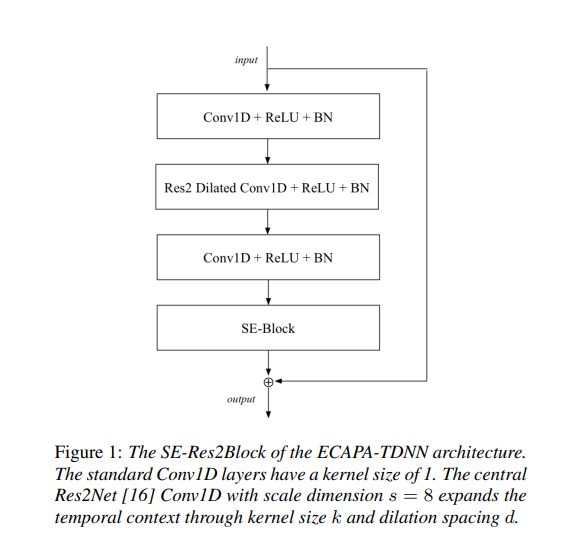 input
Conv1D + ReLU + BN
Res2 Dilated Conv1D + ReLU + BN
Conv1D + ReLU + BN
SE-Block
⊕
output
Figure 1: The SE-Res2Block of the ECAPA-TDNN architecture.
The standard Conv1D layers have a kernel size of 1. The central
Res2Net [16] Conv1D with scale dimension s = 8 expands the
temporal context through kernel size k and dilation spacing d.